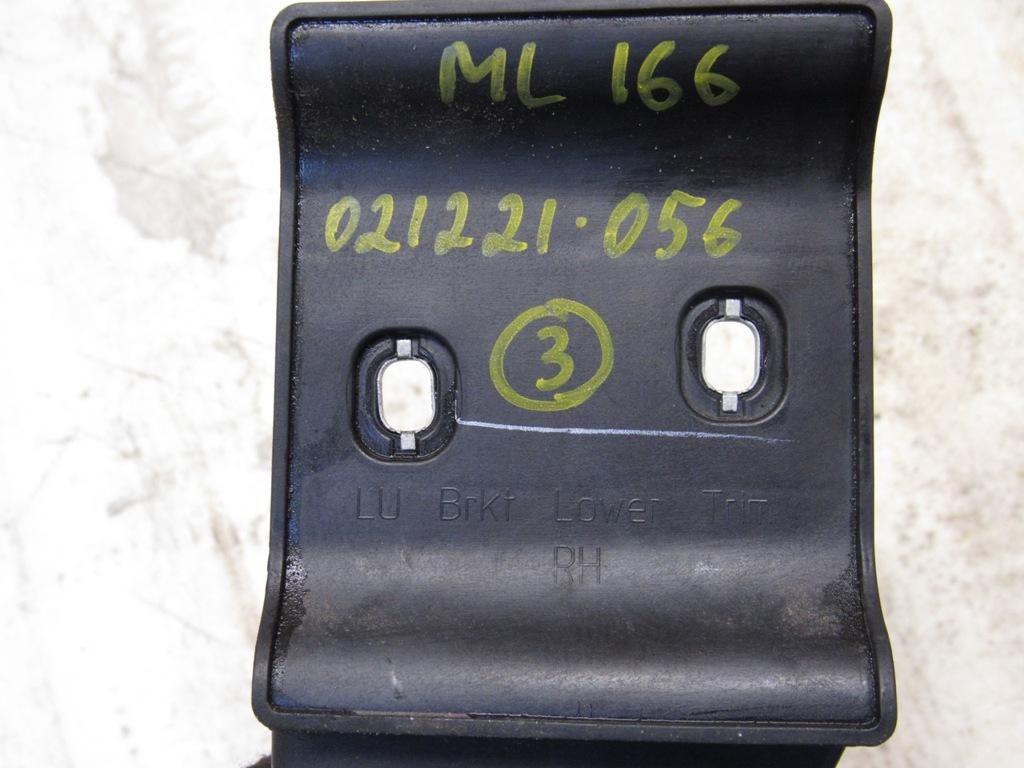 ML 166
021221.056
3
LU Brkt Lower Trim
RH